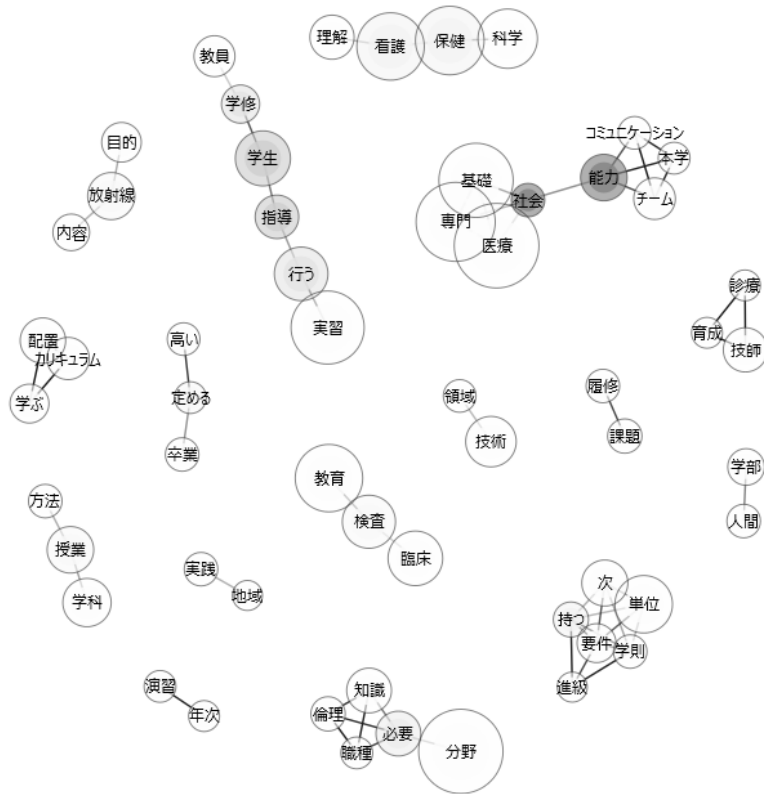 理解
看護
保健
科学
教員
学修
学生
指導
行う
実習
目的
放射線
内容
コミュニケーション
本学
能力
チーム
基礎
社会
専門
医療
診療
育成
技師
配置
カリキュラム
学ぶ
高い
定める
卒業
領域
技術
履修
課題
学部
人間
教育
検査
臨床
方法
授業
学科
実践
地域
次
単位
持つ
要件
学則
進級
演習
年次
知識
倫理
必要
職種
分野